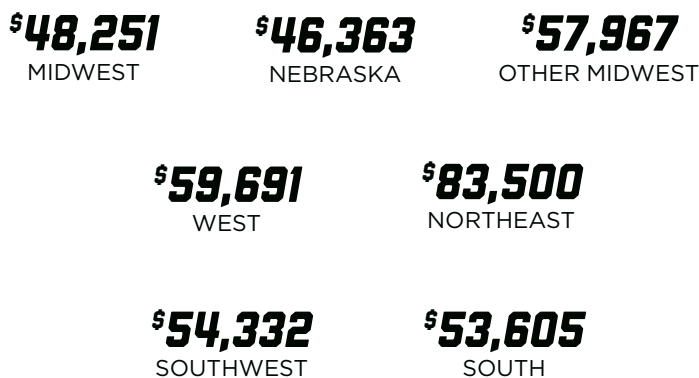 $48,251
MIDWEST
$46,363
NEBRASKA
$57,967
OTHER MIDWEST
$59,691
WEST
$83,500
NORTHEAST
$54,332
SOUTHWEST
$53,605
SOUTH